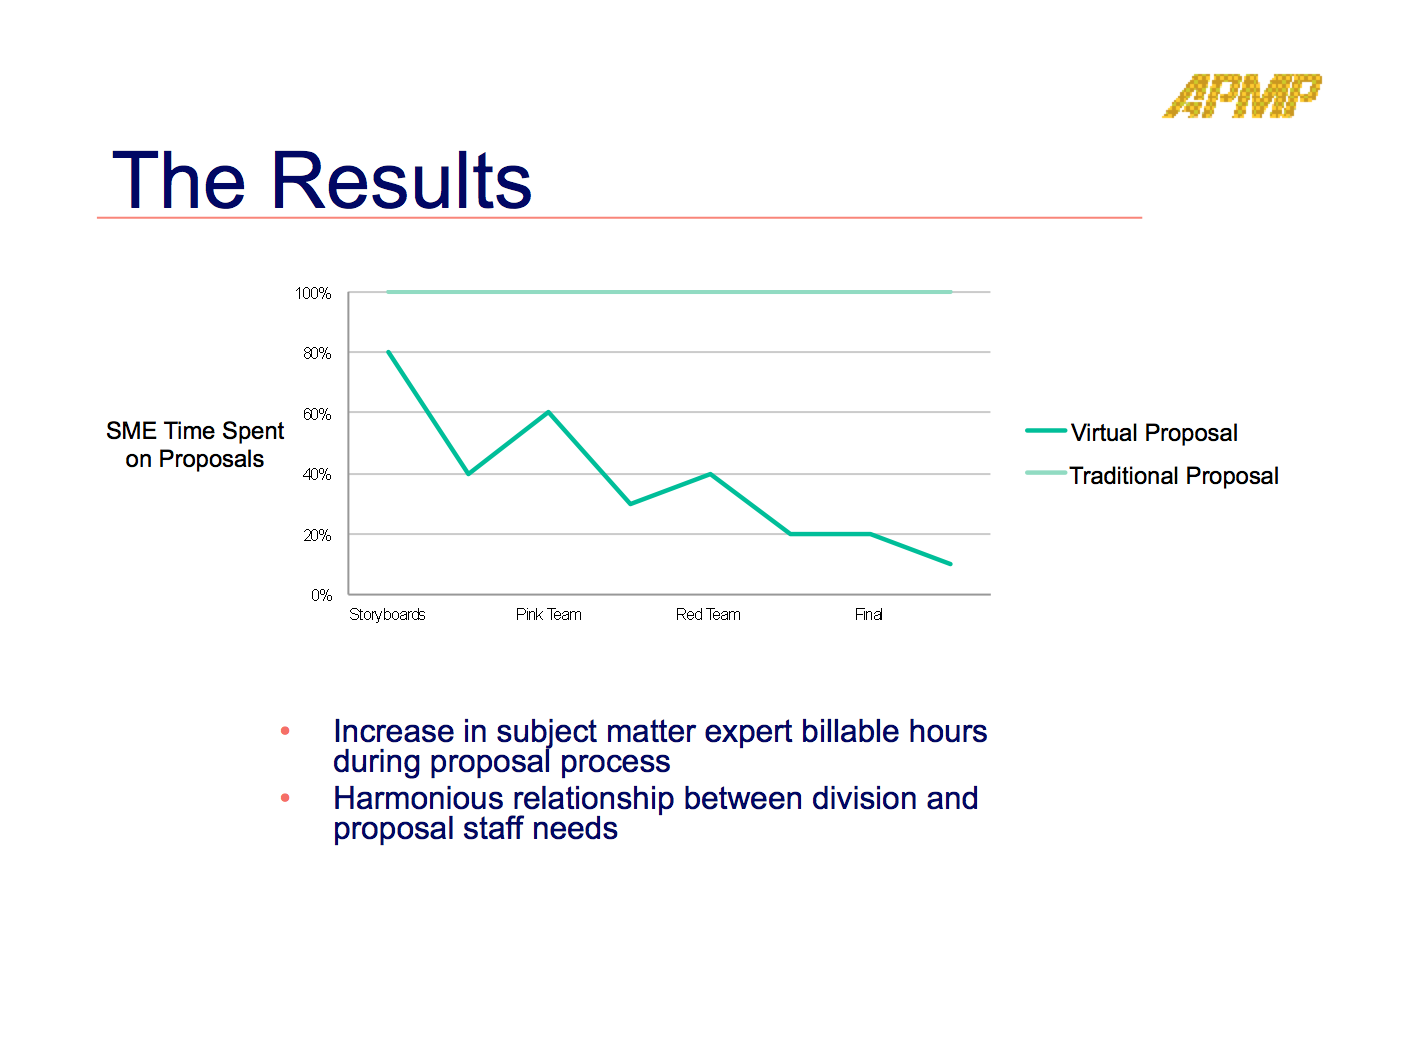 APMP
The Results
100%
80%
60%
40%
20%
0%
SME Time Spent
on Proposals
Storyboards
Pink Team
Red Team
Final
Virtual Proposal
Traditional Proposal
• Increase in subject matter expert billable hours
during proposal process
• Harmonious relationship between division and
proposal staff needs